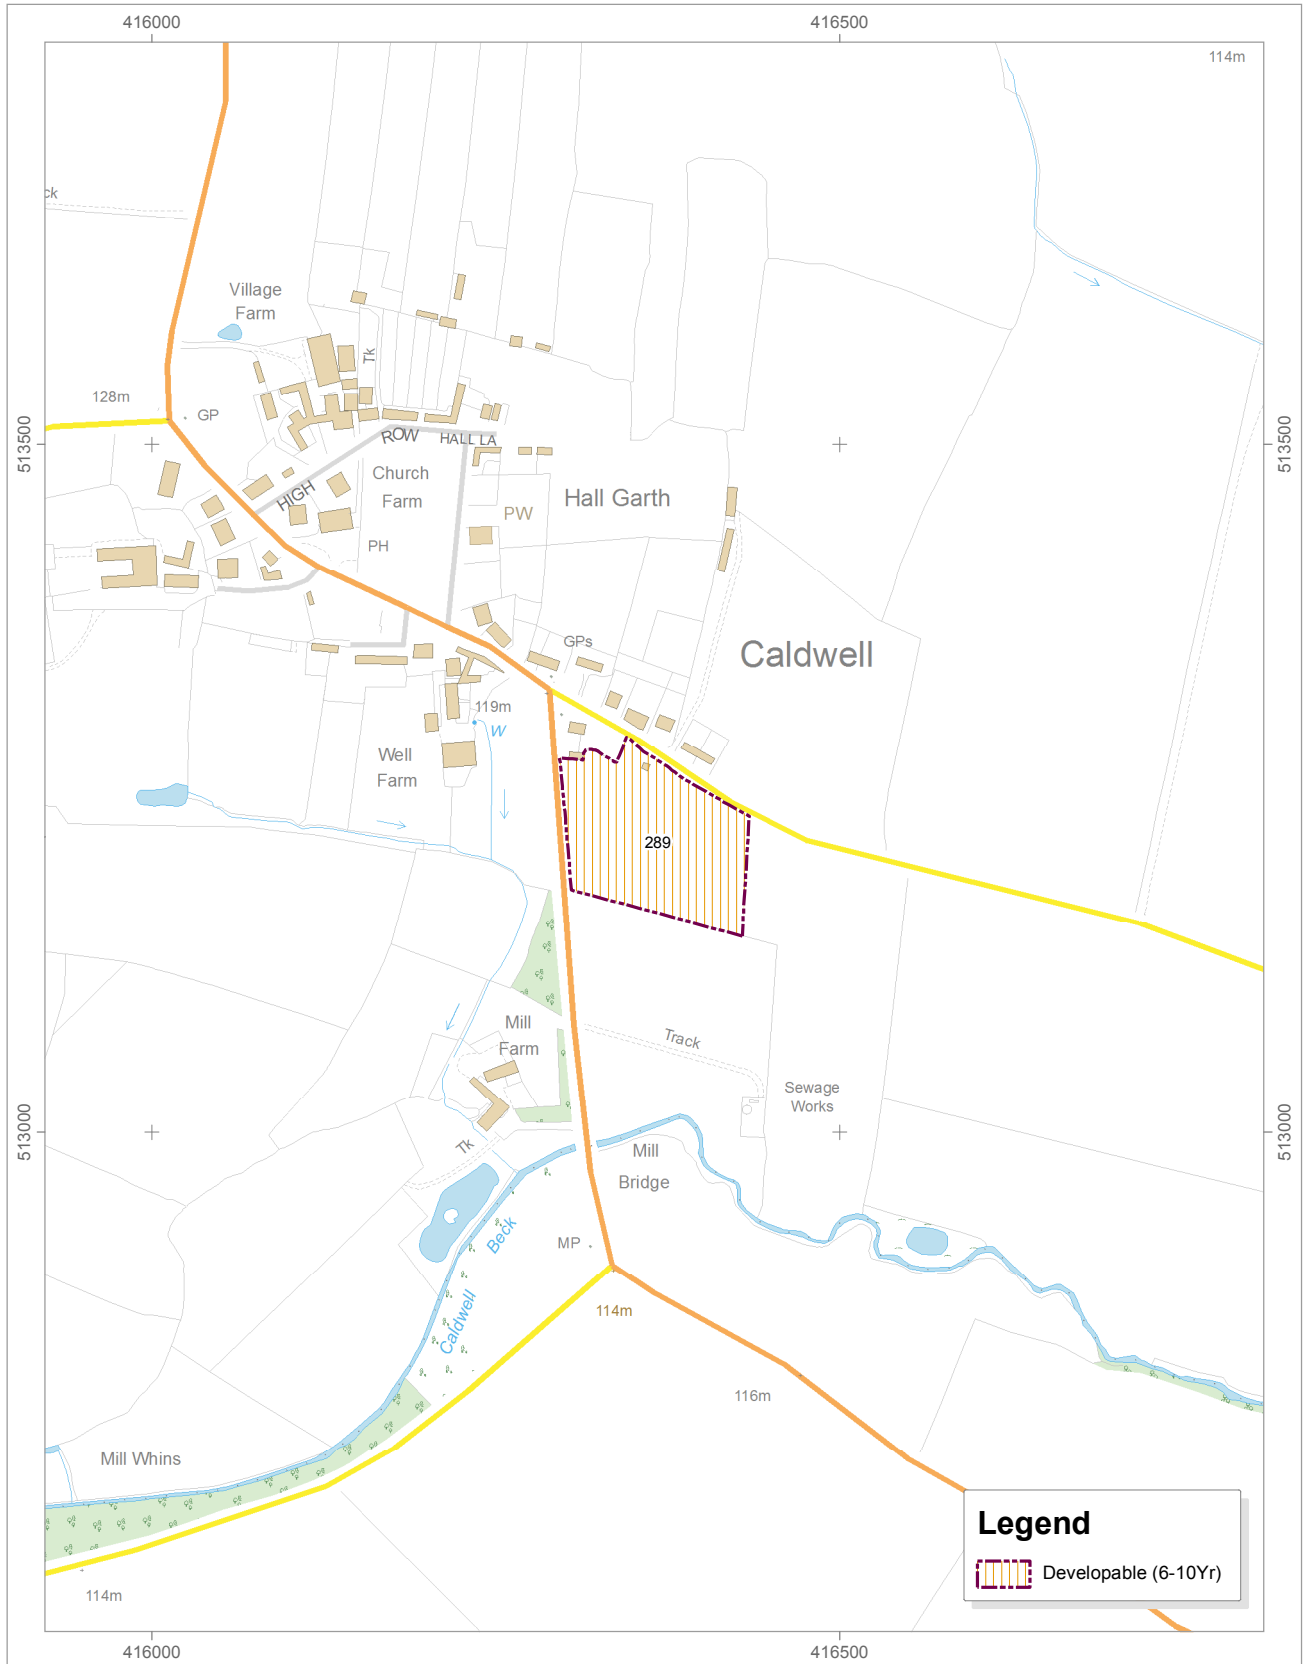 416000
416500
114m
ck
Village
Farm
Tk
128m
GP
513500
513500
ROW
HALL LA
HIGH
Church
Farm
Hall Garth
PW
PH
GPs
Caldwell
119m
W
Well
Farm
289
Mill
Farm
Track
Sewage
Works
513000
513000
Tk
Mill
Bridge
Beck
MP
Caldwell
114m
116m
Mill Whins
Legend
Developable (6-10Yr)
114m
416000
416500